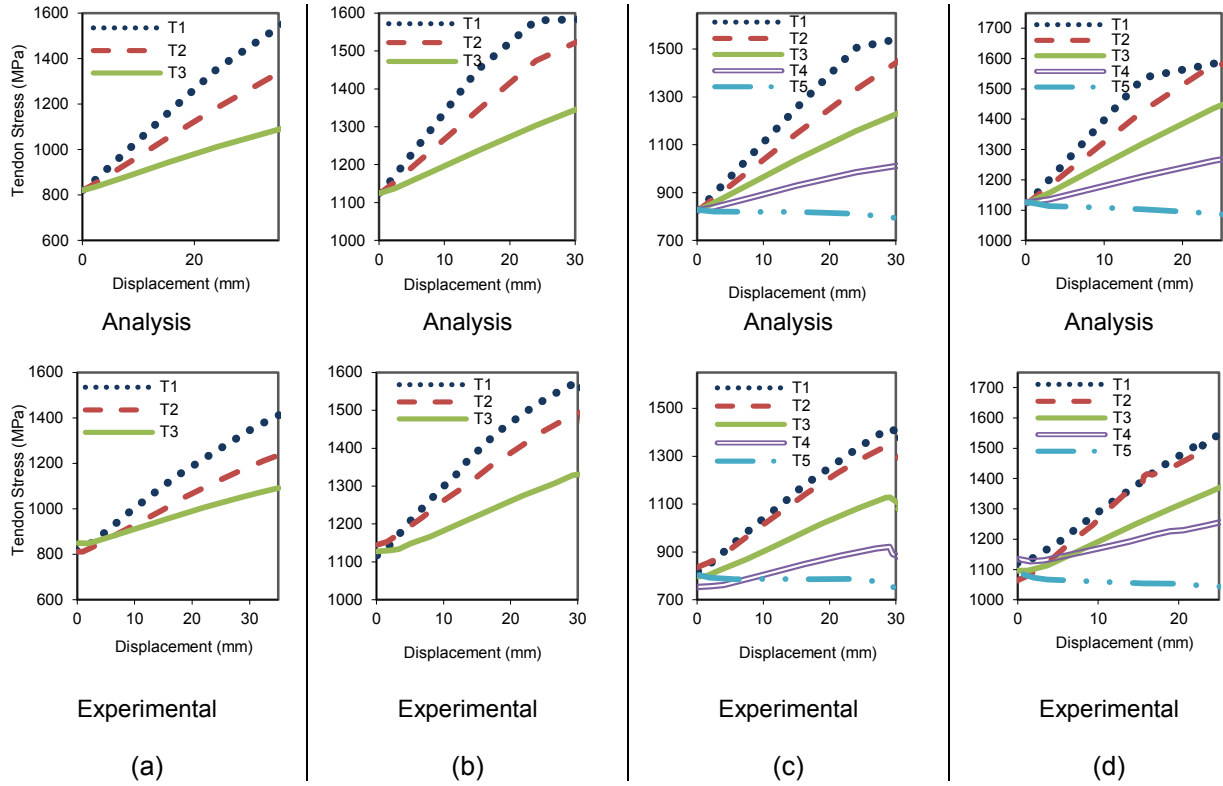 Tendon Stress (MPa)
1600
1400
1200
1000
800
600
0
20
T1
T2
T3
Displacement (mm)
Analysis
1600
1500
1400
1300
1200
1100
1000
0
10
20
30
T1
T2
T3
Displacement (mm)
Analysis
1500
1300
1100
900
700
0
10
20
30
T1
T2
T3
T4
T5
Displacement (mm)
Analysis
1700
1600
1500
1400
1300
1200
1100
1000
0
10
20
T1
T2
T3
T4
T5
Displacement (mm)
Analysis
Tendon Stress (MPa)
1600
1400
1200
1000
800
600
0
10
20
30
T1
T2
T3
Displacement (mm)
Experimental
(a)
1600
1500
1400
1300
1200
1100
1000
0
10
20
30
T1
T2
T3
Displacement (mm)
Experimental
(b)
1500
1300
1100
900
700
0
10
20
30
T1
T2
T3
T4
T5
Displacement (mm)
Experimental
(c)
1700
1600
1500
1400
1300
1200
1100
1000
0
10
20
T1
T2
T3
T4
T5
Displacement (mm)
Experimental
(d)